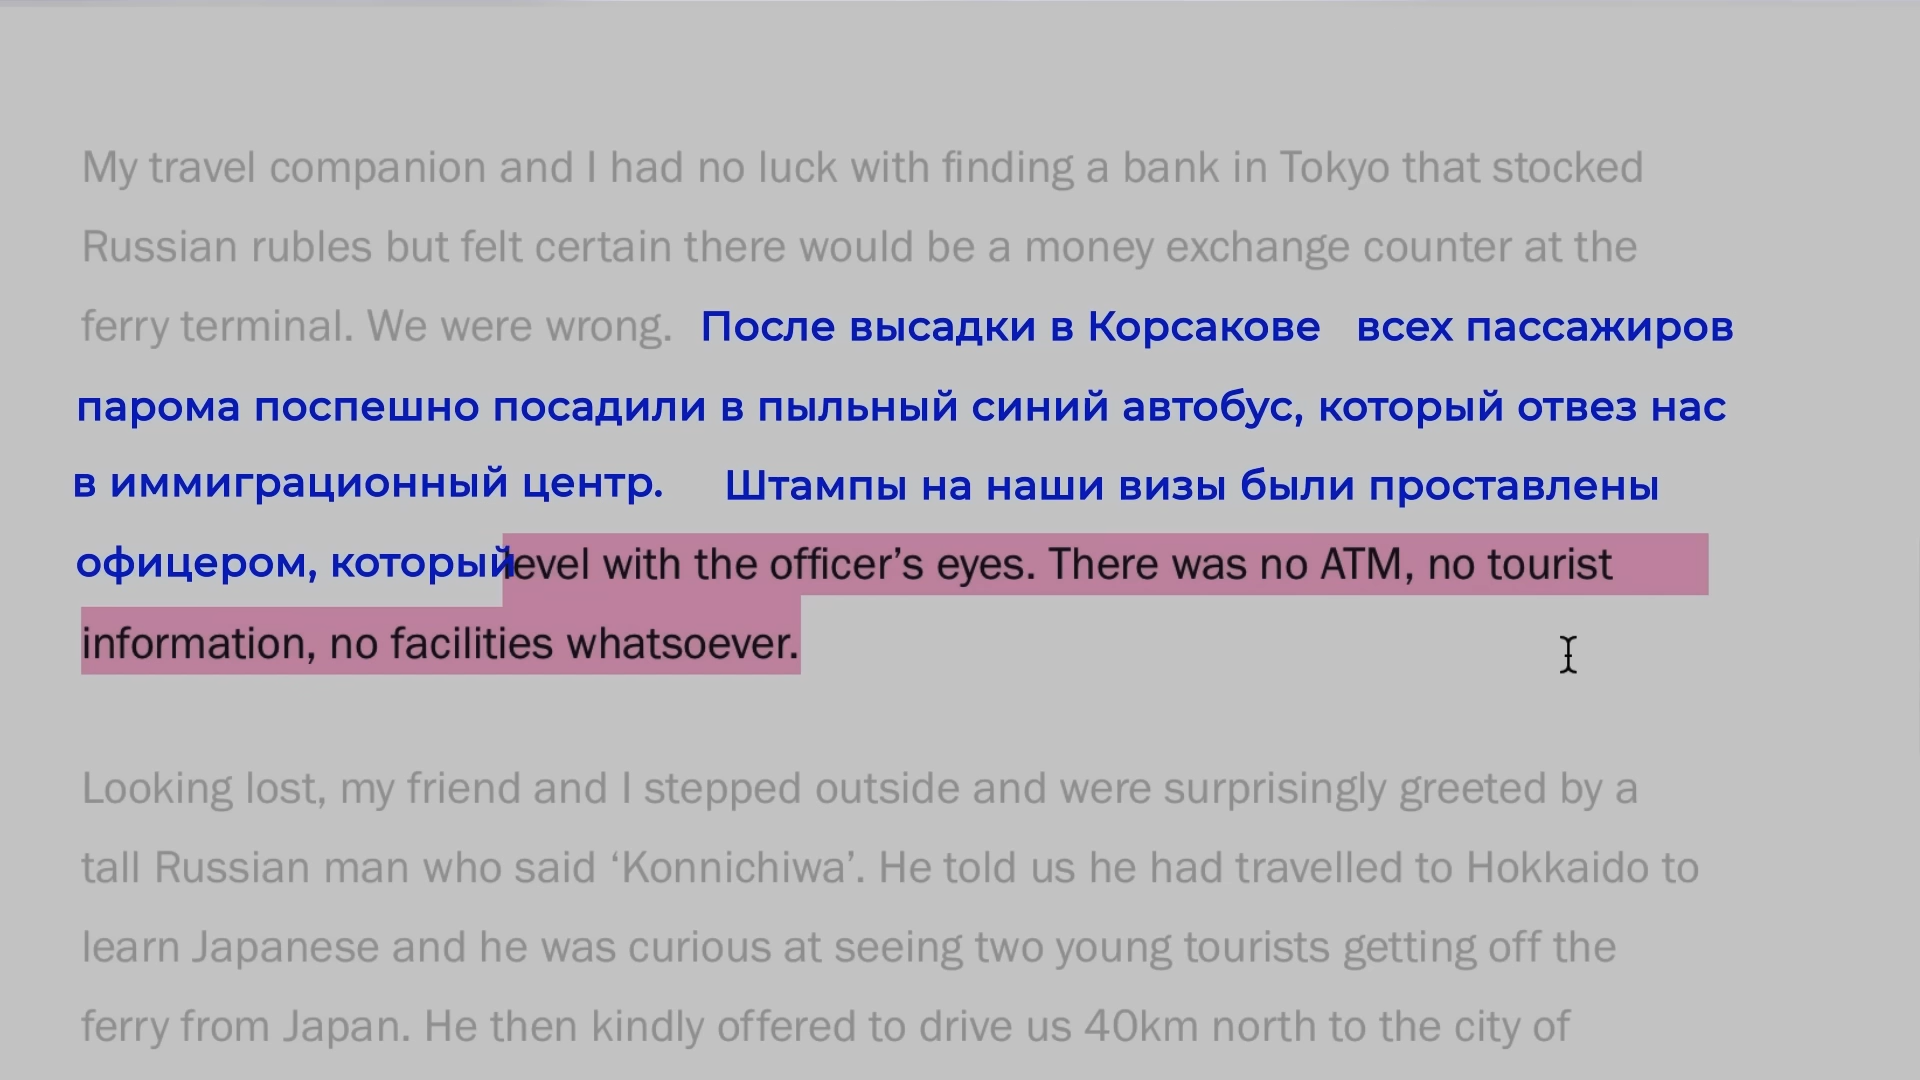 My travel companion and I had no luck with finding a bank in Tokyo that stocked
Russian rubles but felt certain there would be a money exchange counter at the
ferry terminal. We were wrong. После высадки в Корсакове всех пассажиров
парома поспешно посадили в пыльный синий автобус, который отвез нас
в иммиграционный центр. Штампы на наши визы были проставлены
офицером, который level with the officer’s eyes. There was no ATM, no tourist
information, no facilities whatsoever.
Looking lost, my friend and I stepped outside and were surprisingly greeted by a
tall Russian man who said ‘Konnichiwa’. He told us he had travelled to Hokkaido to
learn Japanese and he was curious at seeing two young tourists getting off the
ferry from Japan. He then kindly offered to drive us 40km north to the city of